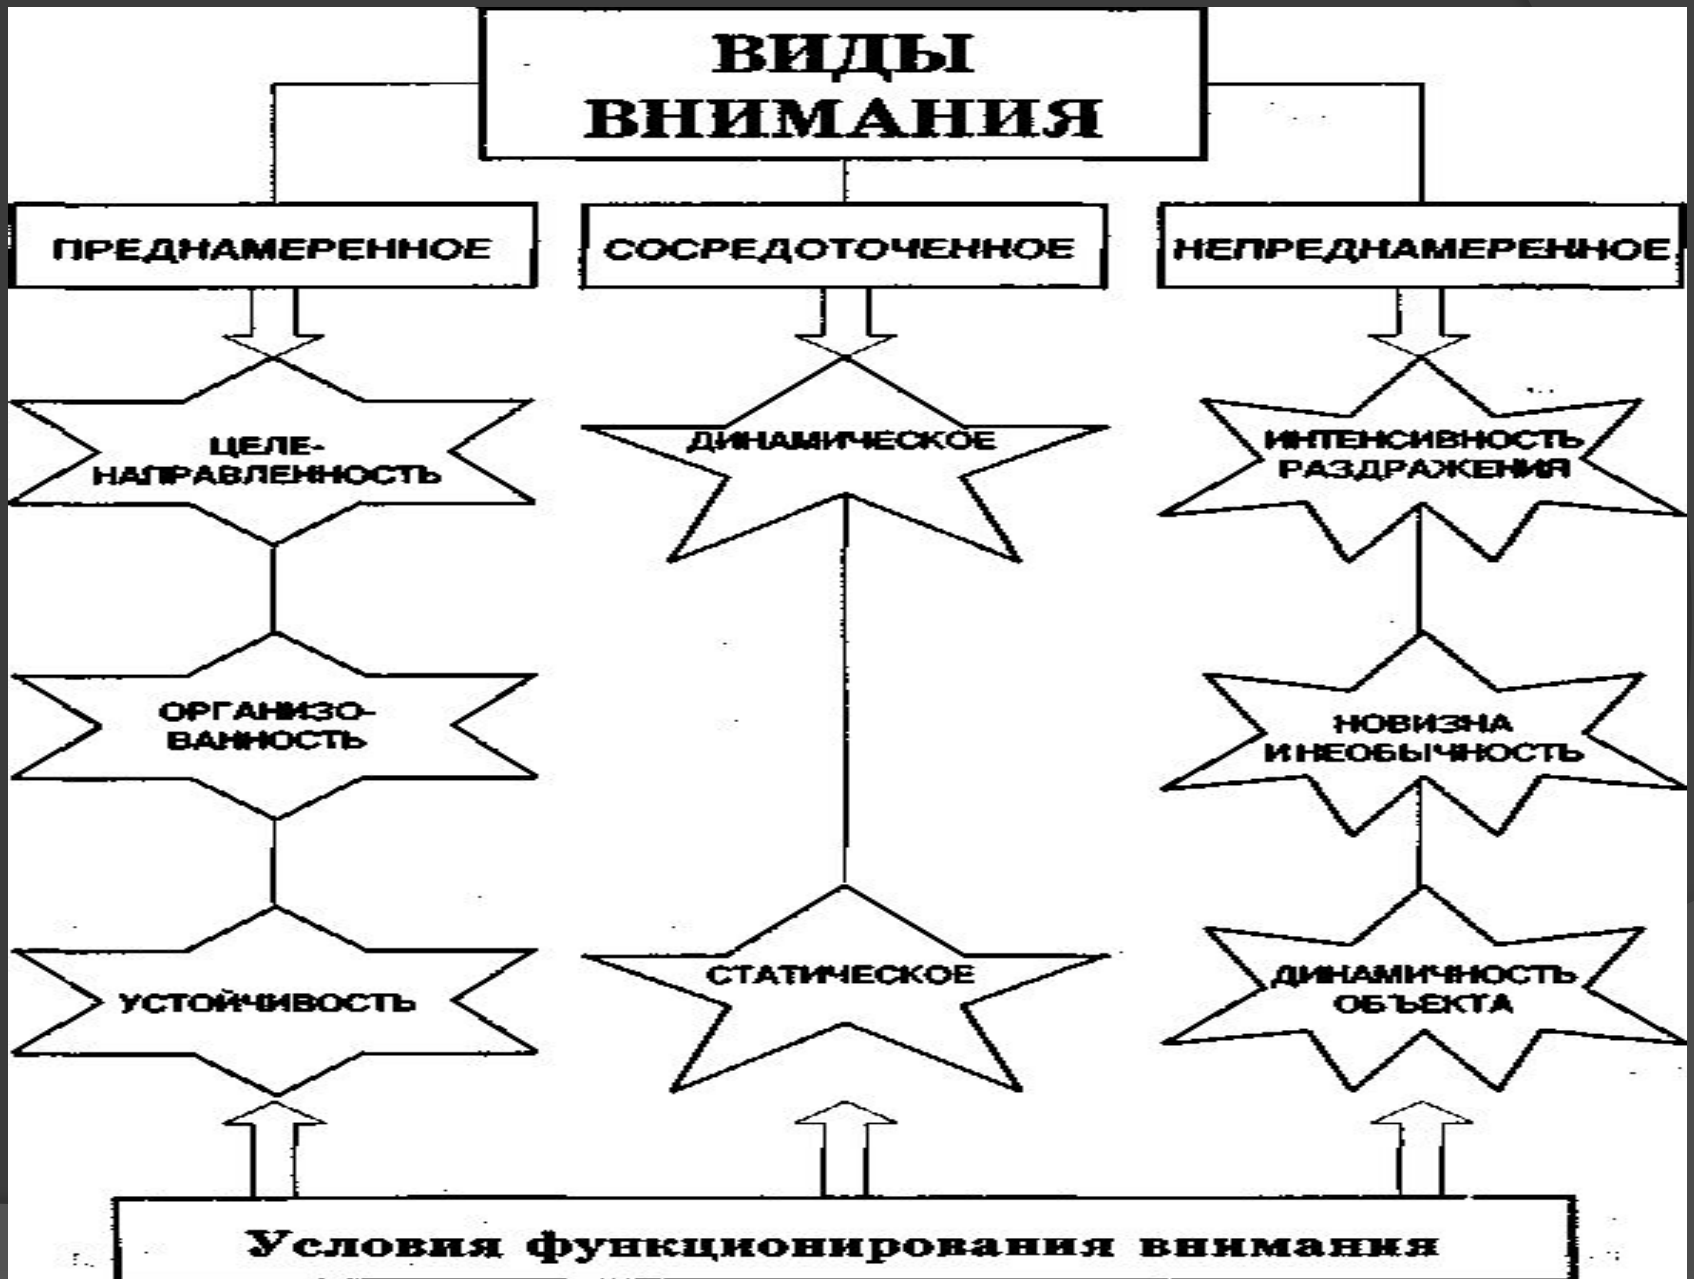 ВИДЫ
ВНИМАНИЯ
ПРЕДНАМЕРЕННОЕ
СОСРЕДОТОЧЕННОЕ
НЕПРЕДНАМЕРЕННОЕ
ЦЕЛЕ-
НАПРАВЛЕННОСТЬ
ДИНАМИЧЕСКОЕ
ИНТЕНСИВНОСТЬ
РАЗДРАЖЕНИЯ
ОРГАНИЗО-
ВАННОСТЬ
НОВИЗНА
И НЕОБЫЧНОСТЬ
УСТОЙЧИВОСТЬ
СТАТИЧЕСКОЕ
ДИНАМИЧНОСТЬ
ОБЪЕКТА
Условия функционирования внимания